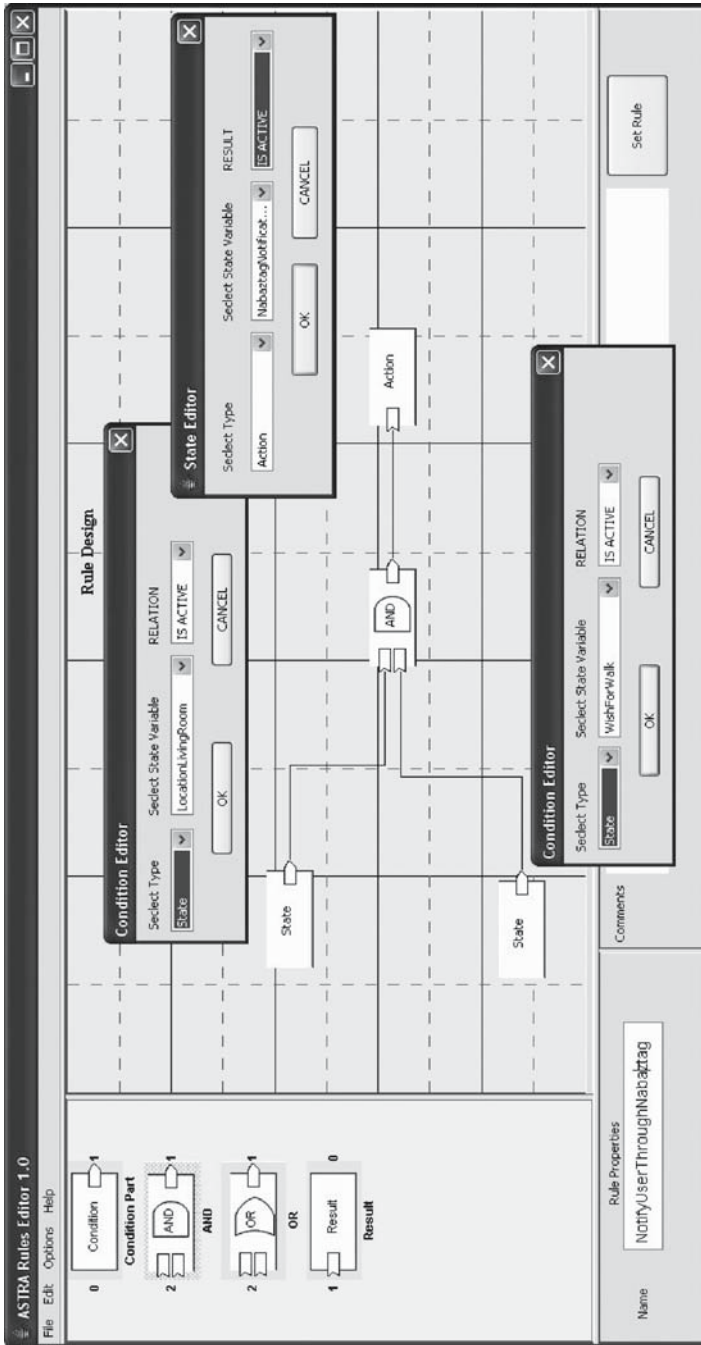 ASTRA Rules Editor 1.0
File Edit Options Help
0 Condition 1
Condition Part
2 AND 1
AND
2 OR 1
OR
1 Result 0
Result
Rule Design
Condition Editor
Seclect Type Seclect State Variable RELATION
State LocationLivingRoom IS ACTIVE
OK CANCEL
State Editor
Seclect Type Seclect State Variable RESULT
Action NabaztagNotificat... IS ACTIVE
OK CANCEL
State
AND
Action
State
Condition Editor
Seclect Type Seclect State Variable RELATION
State WishForWalk IS ACTIVE
OK CANCEL
Rule Properties
Name NotifyUserThroughNabaztag
Comments
Set Rule